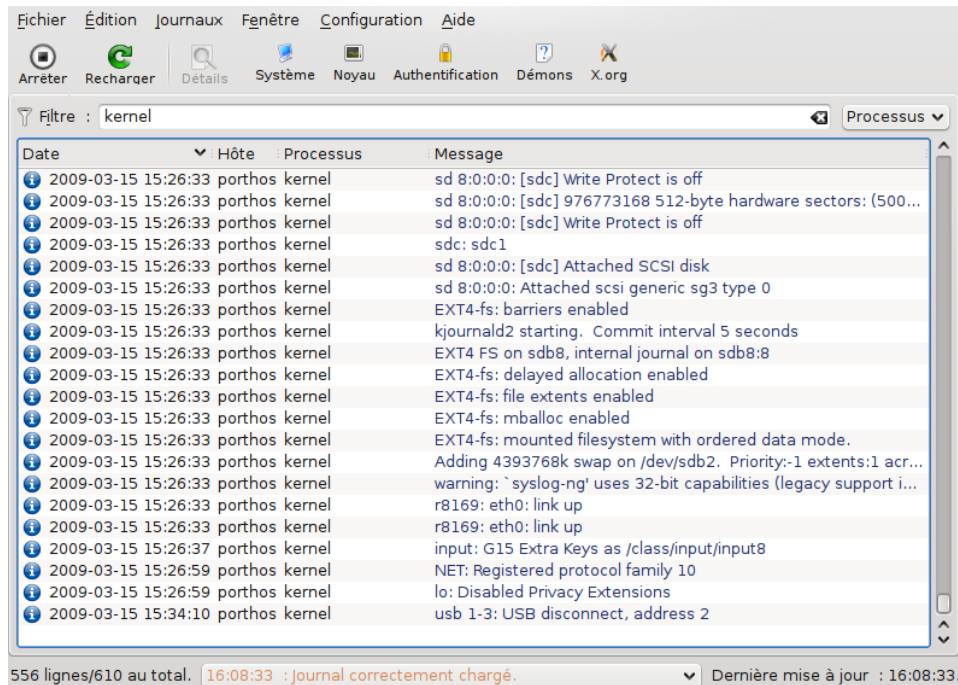 Fichier Édition Journaux Fenêtre Configuration Aide
Arrêter Recharger Détails Système Noyau Authentification Démons X.org
Filtre : kernel Processus
Date Hôte Processus Message
2009-03-15 15:26:33 porthos kernel sd 8:0:0:0: [sdc] Write Protect is off
2009-03-15 15:26:33 porthos kernel sd 8:0:0:0: [sdc] 976773168 512-byte hardware sectors: (500...
2009-03-15 15:26:33 porthos kernel sd 8:0:0:0: [sdc] Write Protect is off
2009-03-15 15:26:33 porthos kernel sdc: sdc1
2009-03-15 15:26:33 porthos kernel sd 8:0:0:0: [sdc] Attached SCSI disk
2009-03-15 15:26:33 porthos kernel sd 8:0:0:0: Attached scsi generic sg3 type 0
2009-03-15 15:26:33 porthos kernel EXT4-fs: barriers enabled
2009-03-15 15:26:33 porthos kernel kjournald2 starting.  Commit interval 5 seconds
2009-03-15 15:26:33 porthos kernel EXT4 FS on sdb8, internal journal on sdb8:8
2009-03-15 15:26:33 porthos kernel EXT4-fs: delayed allocation enabled
2009-03-15 15:26:33 porthos kernel EXT4-fs: file extents enabled
2009-03-15 15:26:33 porthos kernel EXT4-fs: mballoc enabled
2009-03-15 15:26:33 porthos kernel EXT4-fs: mounted filesystem with ordered data mode.
2009-03-15 15:26:33 porthos kernel Adding 4393768k swap on /dev/sdb2.  Priority:-1 extents:1 acr...
2009-03-15 15:26:33 porthos kernel warning: `syslog-ng' uses 32-bit capabilities (legacy support i...
2009-03-15 15:26:33 porthos kernel r8169: eth0: link up
2009-03-15 15:26:33 porthos kernel r8169: eth0: link up
2009-03-15 15:26:37 porthos kernel input: G15 Extra Keys as /class/input/input8
2009-03-15 15:26:59 porthos kernel NET: Registered protocol family 10
2009-03-15 15:26:59 porthos kernel lo: Disabled Privacy Extensions
2009-03-15 15:34:10 porthos kernel usb 1-3: USB disconnect, address 2
556 lignes/610 au total. 16:08:33 : Journal correctement chargé. Dernière mise à jour : 16:08:33.